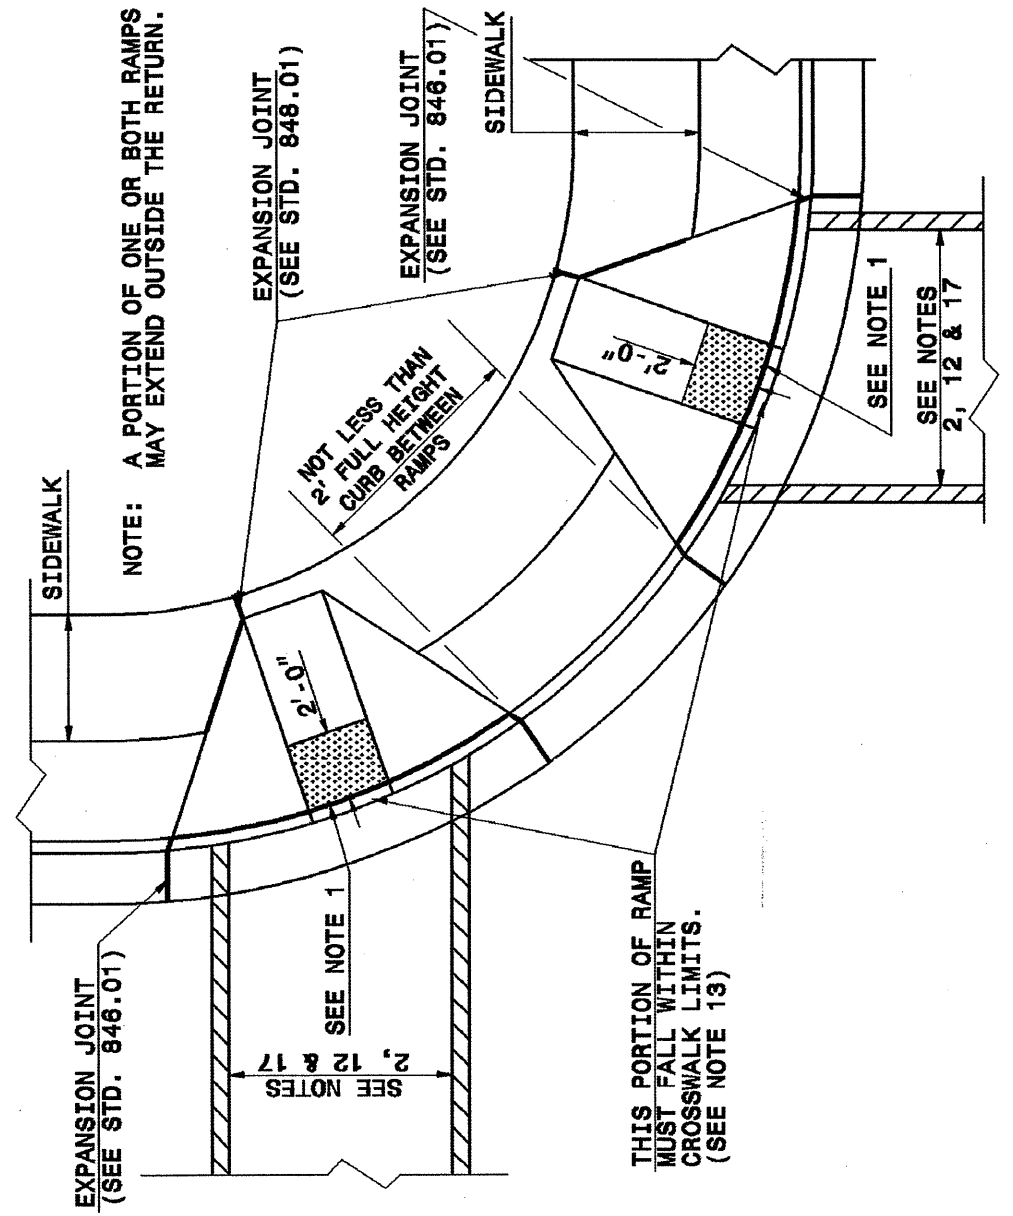 NOTE: A PORTION OF ONE OR BOTH RAMPS
MAY EXTEND OUTSIDE THE RETURN.
SIDEWALK
EXPANSION JOINT
(SEE STD. 848.01)
EXPANSION JOINT
(SEE STD. 846.01)
SIDEWALK
NOT LESS THAN
2' FULL HEIGHT
CURB BETWEEN
RAMPS
2'-0"
2'-0"
SEE NOTE 1
SEE NOTES
2, 12 & 17
SEE NOTE 1
SEE NOTES
2, 12 & 17
EXPANSION JOINT
(SEE STD. 846.01)
THIS PORTION OF RAMP
MUST FALL WITHIN
CROSSWALK LIMITS.
(SEE NOTE 13)